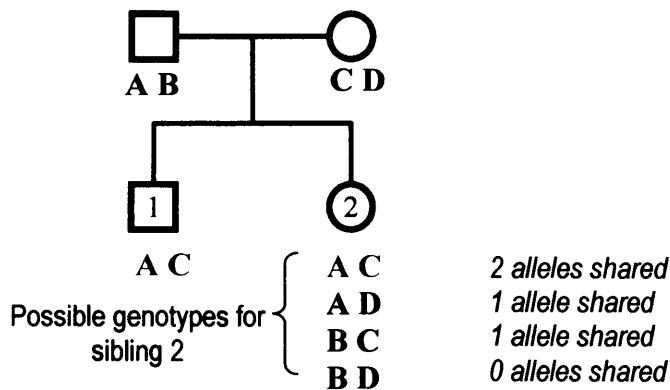 A B
C D
1
2
A C
Possible genotypes for
sibling 2
A C 2 alleles shared
A D 1 allele shared
B C 1 allele shared
B D 0 alleles shared